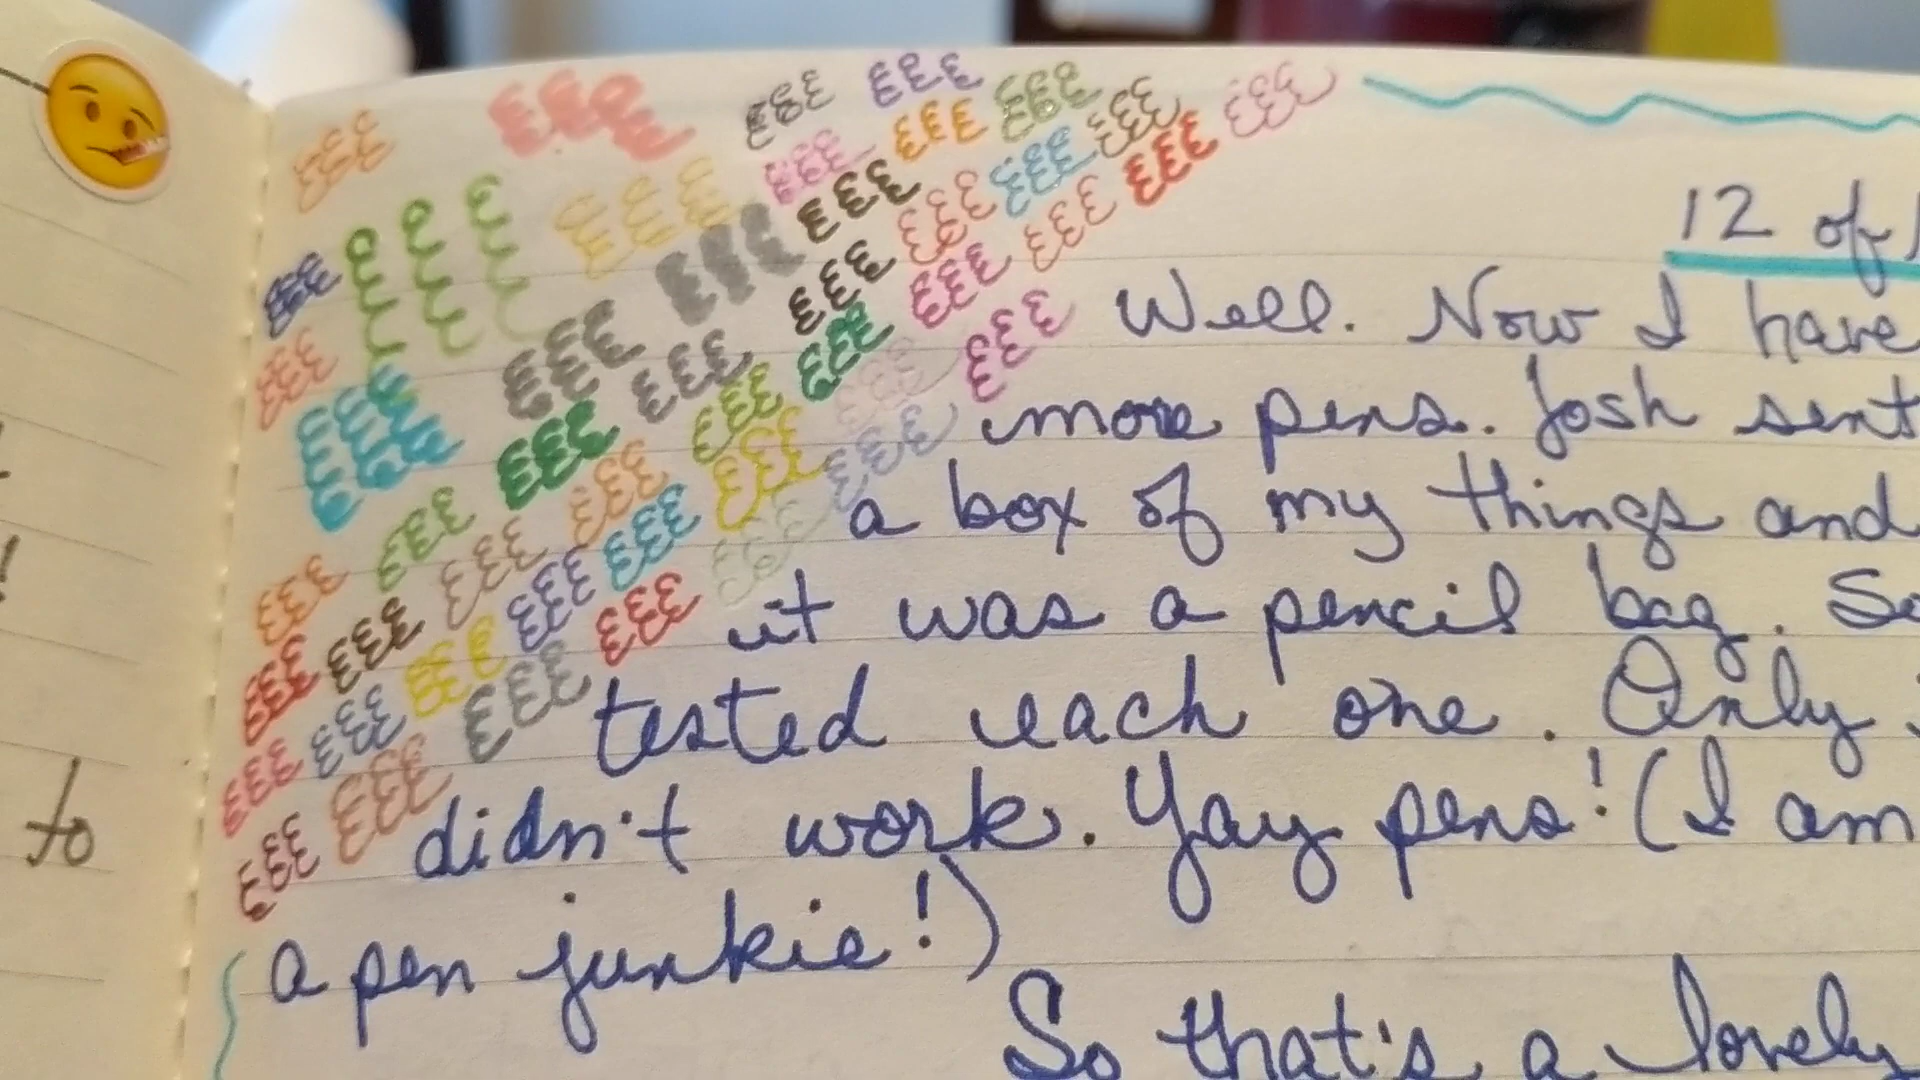 to
12 of
Well. Now I have
more pens. Josh sent
a box of my things and
it was a pencil bag. So
tested each one. Only
didn't work. Yay pens! (I am
a pen junkie!)
So that's a lovely